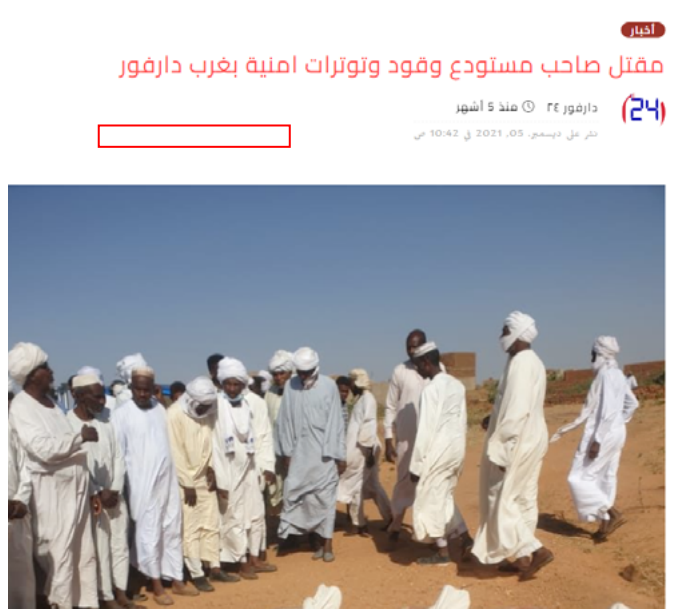 أخبار
مقتل صاحب مستودع وقود وتوترات امنية بغرب دارفور
24
دارفور ٢٤ منذ 5 أشهر
نشر على ديسمبر. 05, 2021 في 10:42 ص